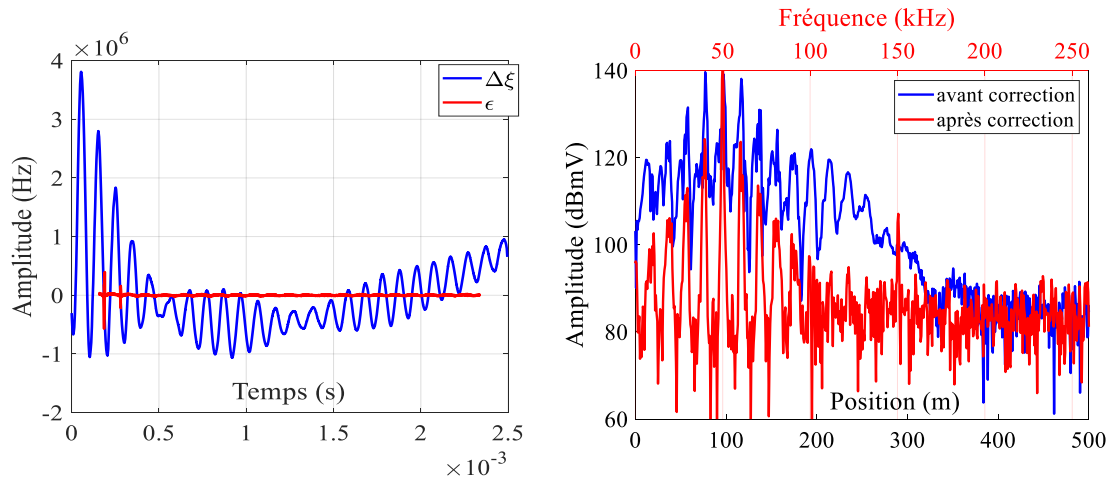 ×10⁶
4
3
2
1
0
-1
-2
Amplitude (Hz)
Δξ
ϵ
Temps (s)
0 0.5 1 1.5 2 2.5
×10⁻³
Fréquence (kHz)
0 50 100 150 200 250
140
120
100
80
60
Amplitude (dBmV)
avant correction
après correction
Position (m)
0 100 200 300 400 500